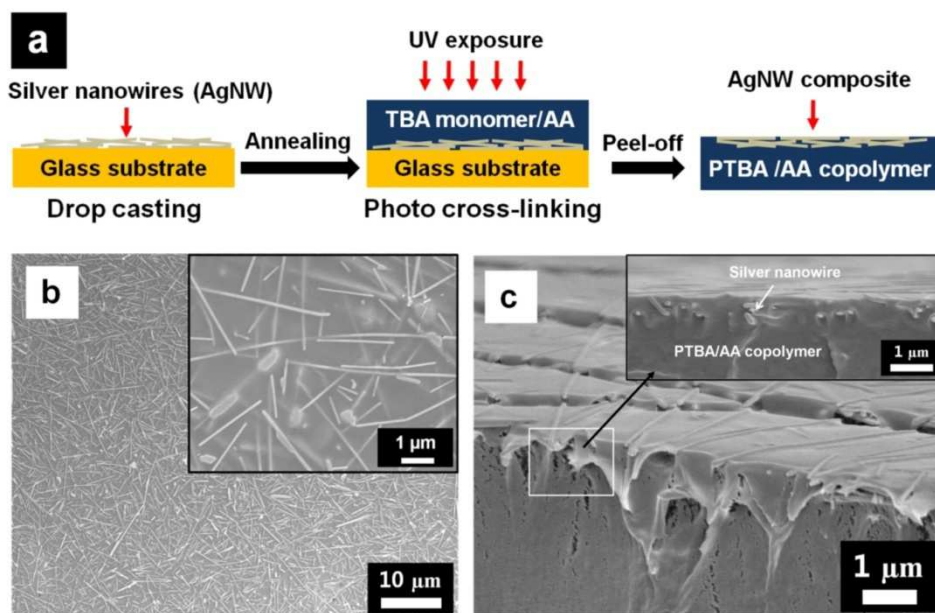 a
UV exposure
Silver nanowires (AgNW)
AgNW composite
TBA monomer/AA
Annealing
Peel-off
Glass substrate
Glass substrate
PTBA /AA copolymer
Drop casting
Photo cross-linking
b
1 μm
10 μm
c
Silver nanowire
PTBA/AA copolymer
1 μm
1 μm